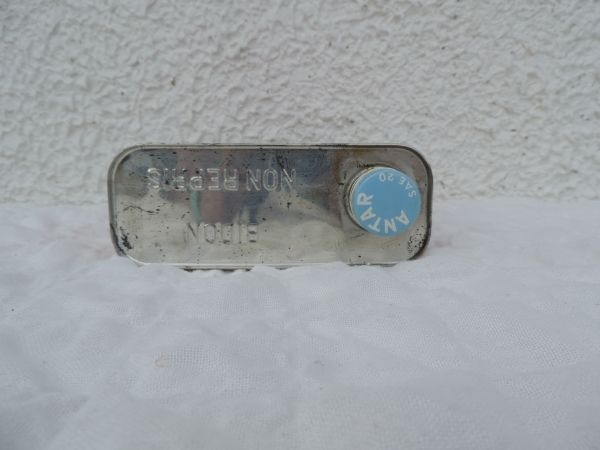 BIDON
NON REPRIS
ANTAR
SAE 20